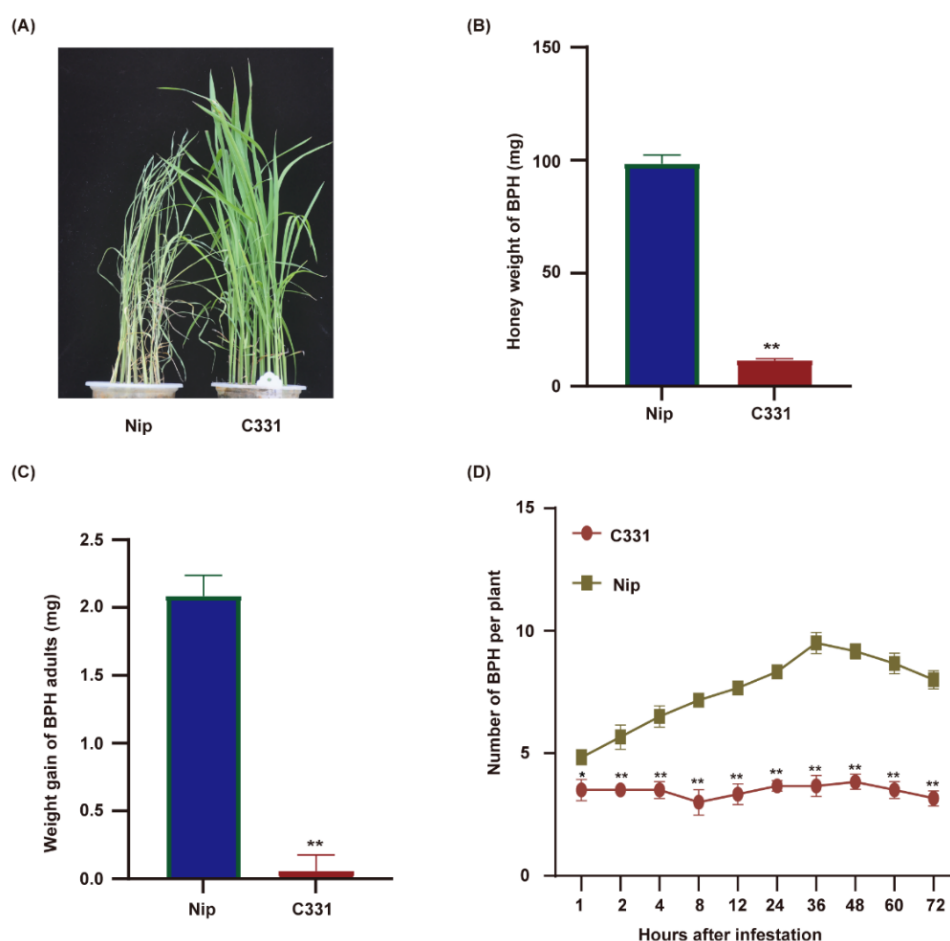 (A)
Nip
C331
(B)
Honey weight of BPH (mg)
150
100
50
0
**
Nip
C331
(C)
Weight gain of BPH adults (mg)
2.5
2.0
1.5
1.0
0.5
0.0
**
Nip
C331
(D)
Number of BPH per plant
15
10
5
0
C331
Nip
* ** ** ** ** ** ** ** ** **
1 2 4 8 12 24 36 48 60 72
Hours after infestation